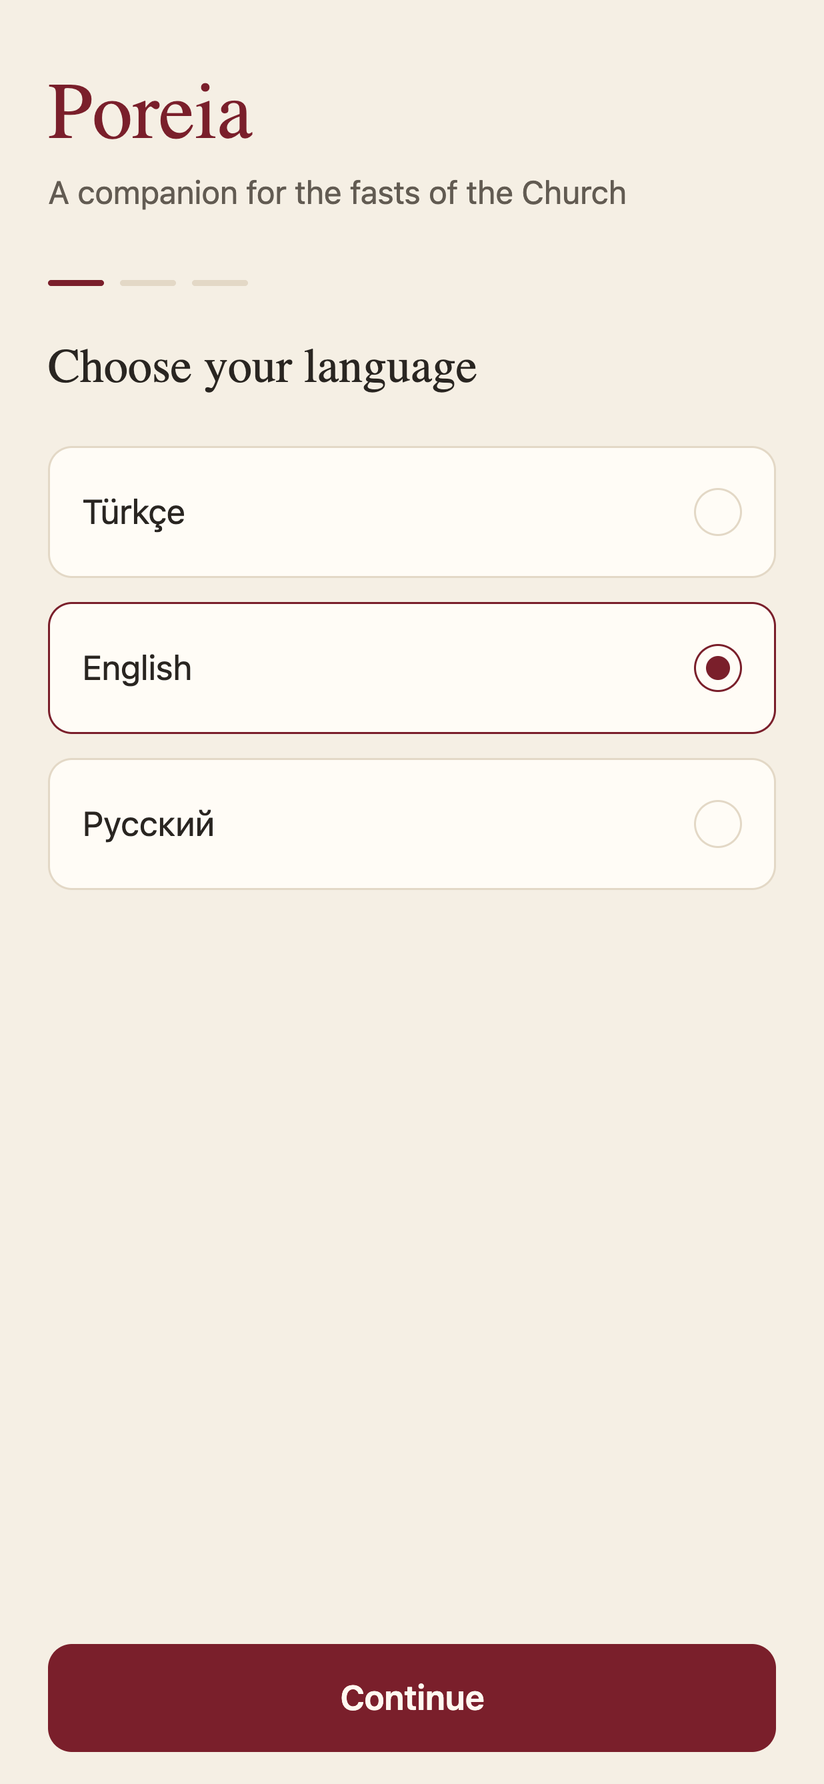 Poreia
A companion for the fasts of the Church
Choose your language
Türkçe
English
Русский
Continue